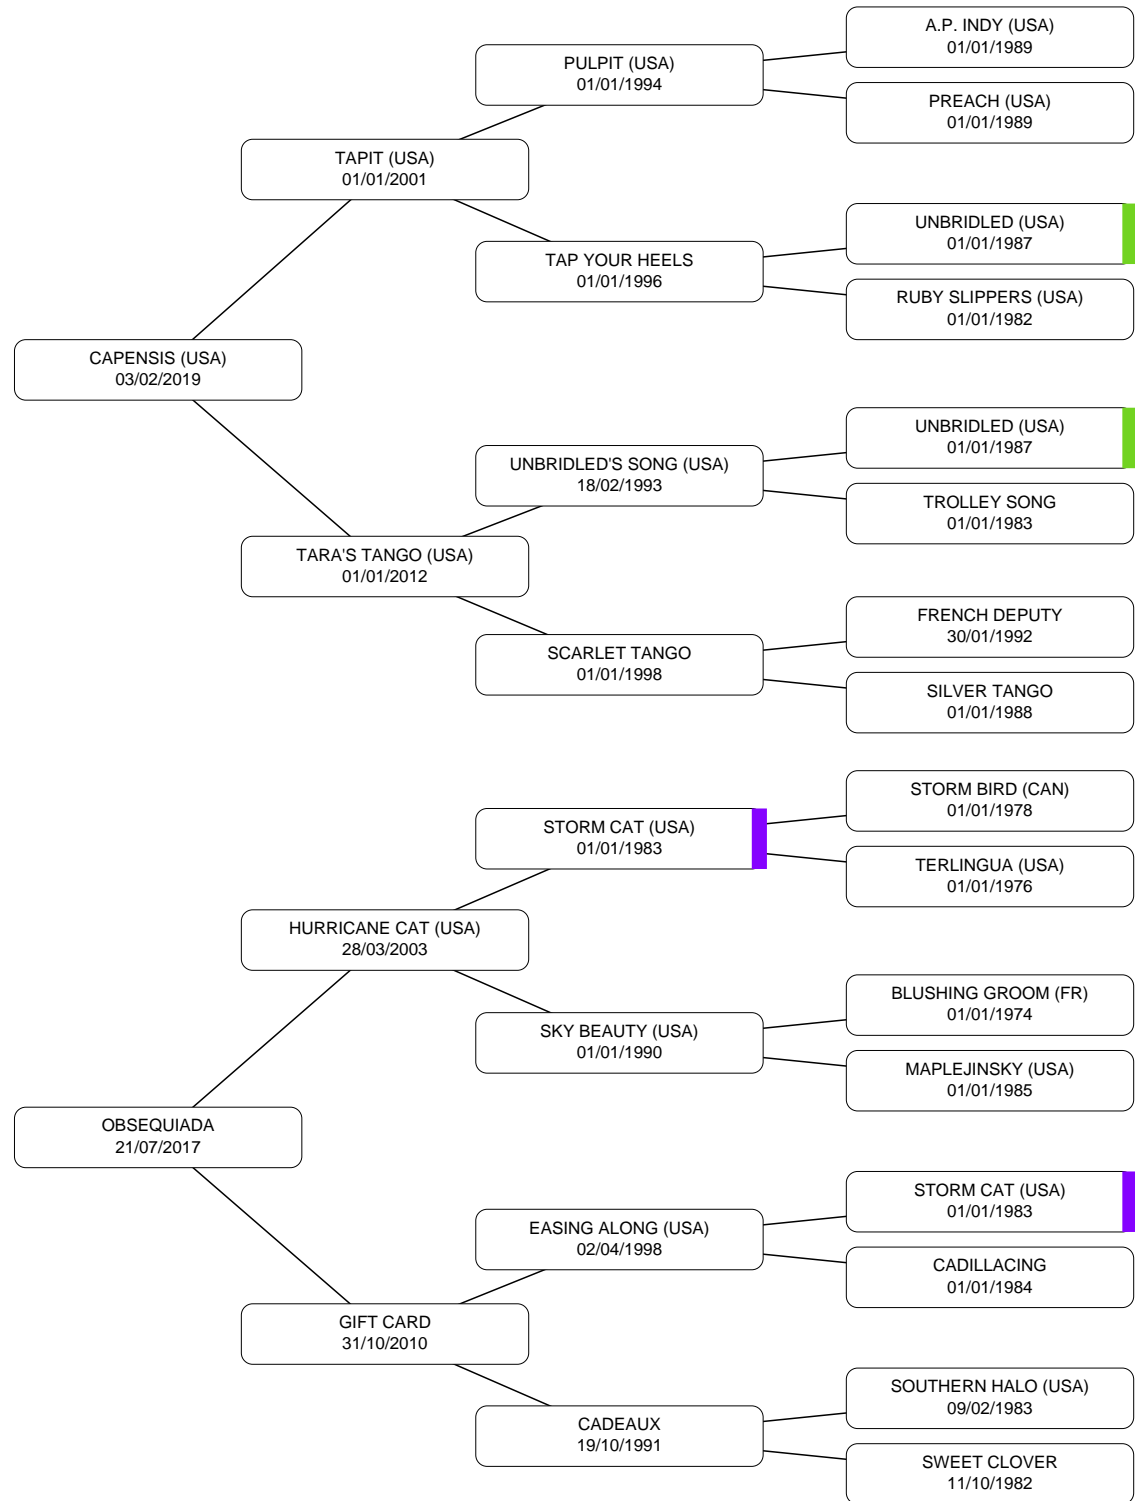 A.P. INDY (USA)
01/01/1989
PULPIT (USA)
01/01/1994
PREACH (USA)
01/01/1989
TAPIT (USA)
01/01/2001
UNBRIDLED (USA)
01/01/1987
TAP YOUR HEELS
01/01/1996
RUBY SLIPPERS (USA)
01/01/1982
CAPENSIS (USA)
03/02/2019
UNBRIDLED (USA)
01/01/1987
UNBRIDLED'S SONG (USA)
18/02/1993
TROLLEY SONG
01/01/1983
TARA'S TANGO (USA)
01/01/2012
FRENCH DEPUTY
30/01/1992
SCARLET TANGO
01/01/1998
SILVER TANGO
01/01/1988
STORM BIRD (CAN)
01/01/1978
STORM CAT (USA)
01/01/1983
TERLINGUA (USA)
01/01/1976
HURRICANE CAT (USA)
28/03/2003
BLUSHING GROOM (FR)
01/01/1974
SKY BEAUTY (USA)
01/01/1990
MAPLEJINSKY (USA)
01/01/1985
OBSEQUIADA
21/07/2017
STORM CAT (USA)
01/01/1983
EASING ALONG (USA)
02/04/1998
CADILLACING
01/01/1984
GIFT CARD
31/10/2010
SOUTHERN HALO (USA)
09/02/1983
CADEAUX
19/10/1991
SWEET CLOVER
11/10/1982